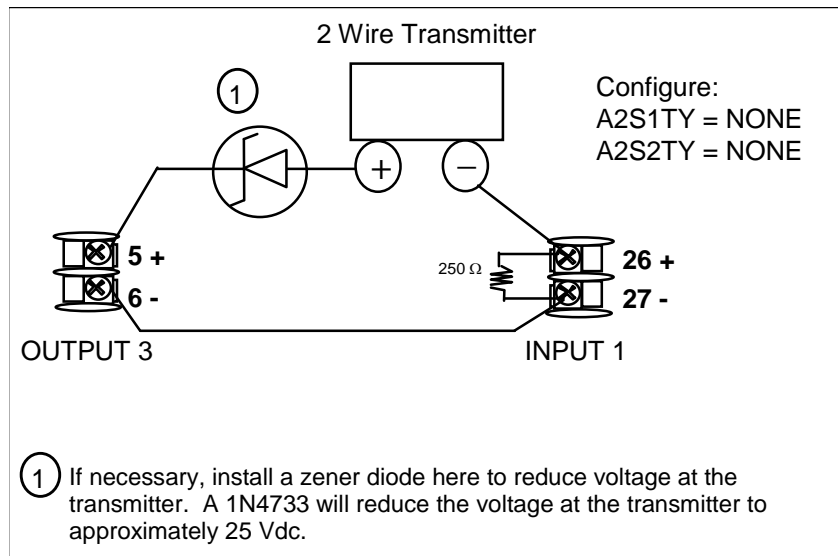 2 Wire Transmitter
1
Configure:
A2S1TY = NONE
A2S2TY = NONE
+
−
5 +
6 -
250 Ω
26 +
27 -
OUTPUT 3
INPUT 1
1 If necessary, install a zener diode here to reduce voltage at the
transmitter. A 1N4733 will reduce the voltage at the transmitter to
approximately 25 Vdc.